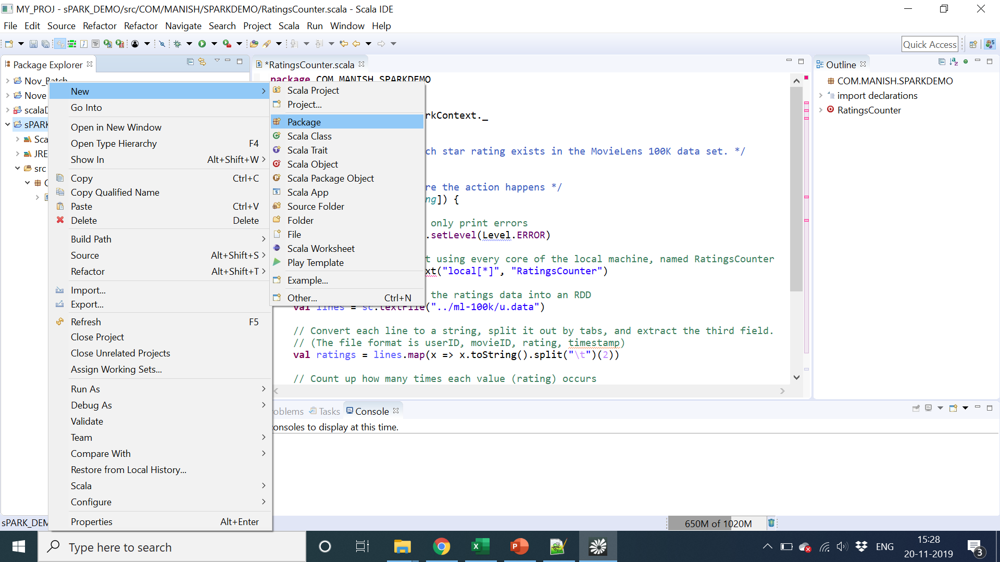 MY_PROJ - sPARK_DEMO/src/COM/MANISH/SPARKDEMO/RatingsCounter.scala - Scala IDE
File Edit Source Refactor Refactor Navigate Search Project Scala Run Window Help
Quick Access
Package Explorer
*RatingsCounter.scala
Outline
Nov_Batch
Nove
sPARK
Sca
JRE
src
New
Go Into
Open in New Window
Open Type Hierarchy F4
Show In Alt+Shift+W
Copy Ctrl+C
Copy Qualified Name
Paste Ctrl+V
Delete Delete
Build Path
Source Alt+Shift+S
Refactor Alt+Shift+T
Import...
Export...
Refresh F5
Close Project
Close Unrelated Projects
Assign Working Sets...
Run As
Debug As
Validate
Team
Compare With
Restore from Local History...
Scala
Configure
Properties Alt+Enter
Scala Project
Project...
Package
Scala Class
Scala Trait
Scala Object
Scala Package Object
Scala App
Source Folder
Folder
File
Scala Worksheet
Play Template
Example...
Other... Ctrl+N
package COM.MANISH.SPARKDEMO
rkContext._
ch star rating exists in the MovieLens 100K data set. */
re the action happens */
ng]) {
only print errors
.setLevel(Level.ERROR)
t using every core of the local machine, named RatingsCounter
xt("local[*]", "RatingsCounter")
the ratings data into an RDD
val lines = sc.textFile("../ml-100k/u.data")
// Convert each line to a string, split it out by tabs, and extract the third field.
// (The file format is userID, movieID, rating, timestamp)
val ratings = lines.map(x => x.toString().split("\t")(2))
// Count up how many times each value (rating) occurs
COM.MANISH.SPARKDEMO
import declarations
RatingsCounter
oblems Tasks Console
onsoles to display at this time.
sPARK_DEM
650M of 1020M
Type here to search
ENG
15:28
20-11-2019
3